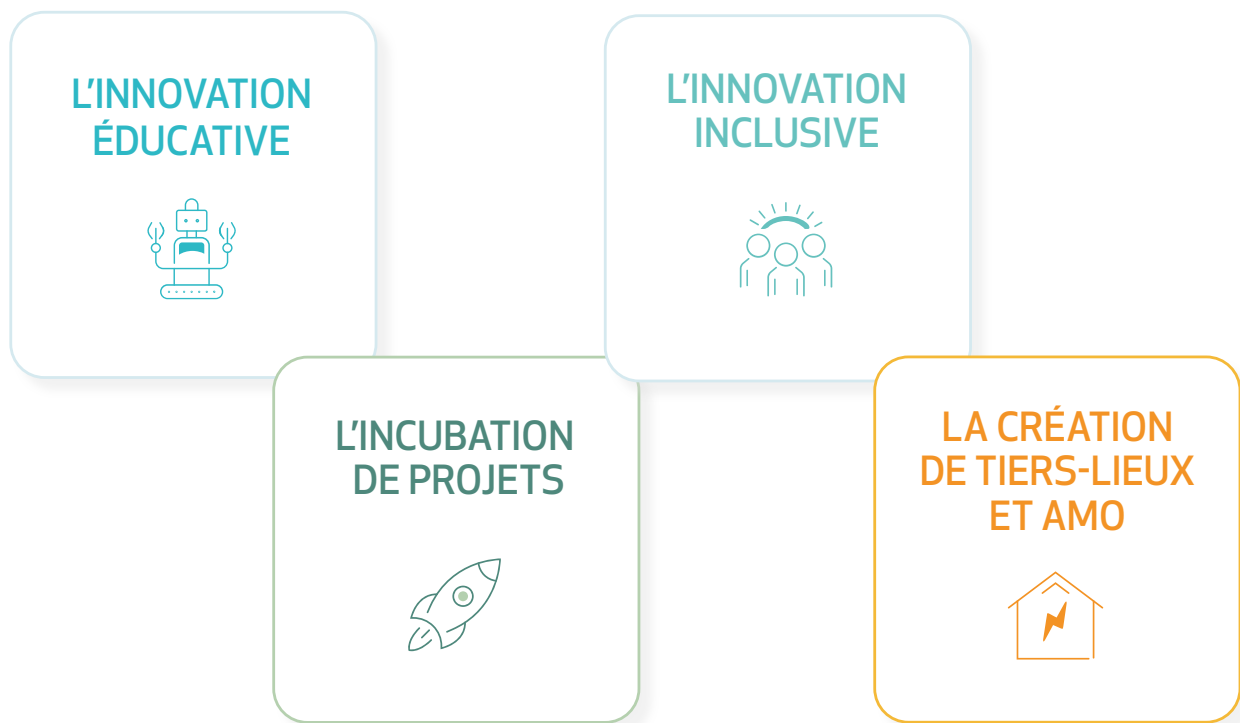 L'INNOVATION
ÉDUCATIVE
L'INNOVATION
INCLUSIVE
L'INCUBATION
DE PROJETS
LA CRÉATION
DE TIERS-LIEUX
ET AMO